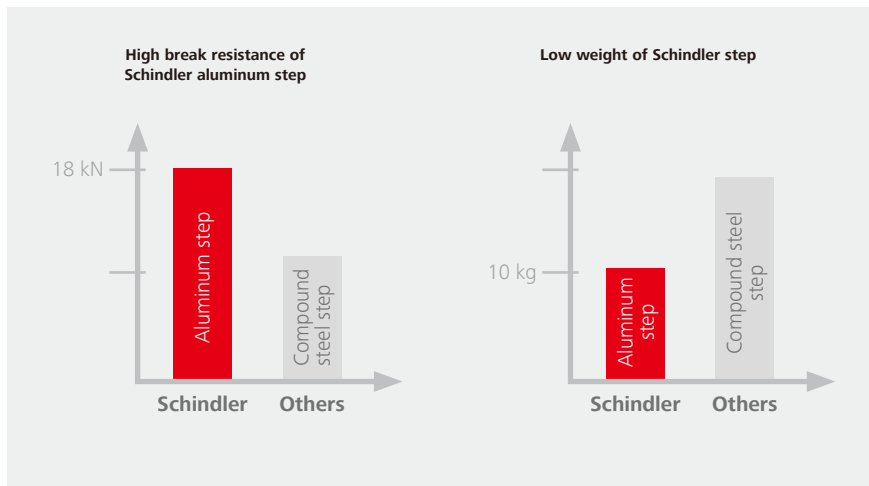 High break resistance of
Schindler aluminum step
18 kN
Aluminum step
Compound
steel step
Schindler
Others
Low weight of Schindler step
10 kg
Aluminum
step
Compound steel
step
Schindler
Others